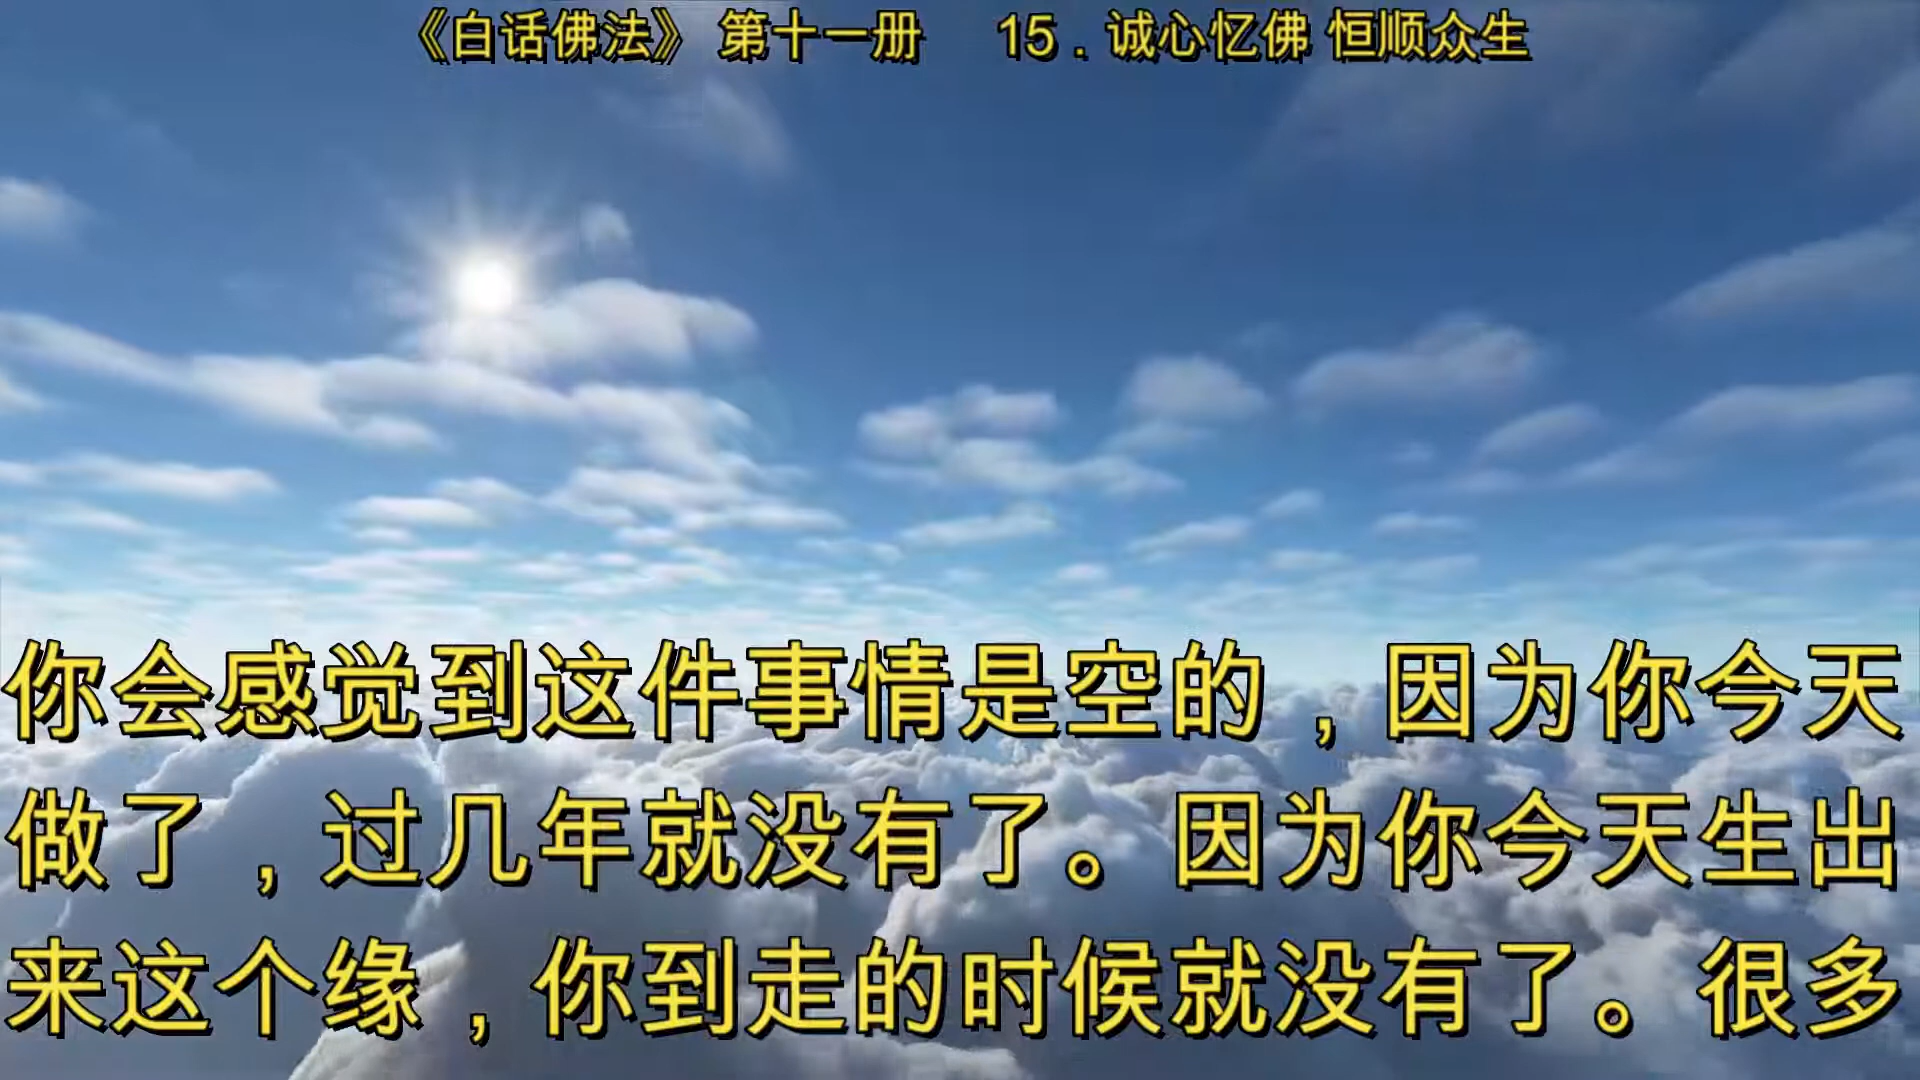 《白话佛法》 第十一册 15．诚心忆佛 恒顺众生
你会感觉到这件事情是空的，因为你今天
做了，过几年就没有了。因为你今天生出
来这个缘，你到走的时候就没有了。很多